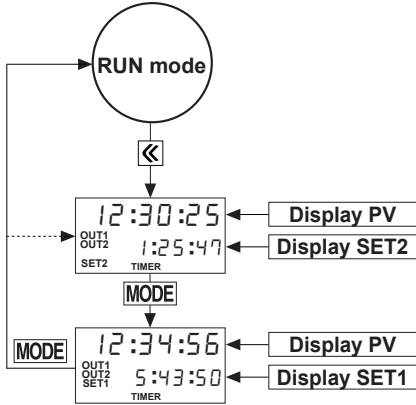 RUN mode
«
12:30:25
Display PV
OUT1
OUT2
1:25:47
Display SET2
SET2
TIMER
MODE
12:34:56
Display PV
MODE
OUT1
OUT2
SET1
5:43:50
Display SET1
TIMER